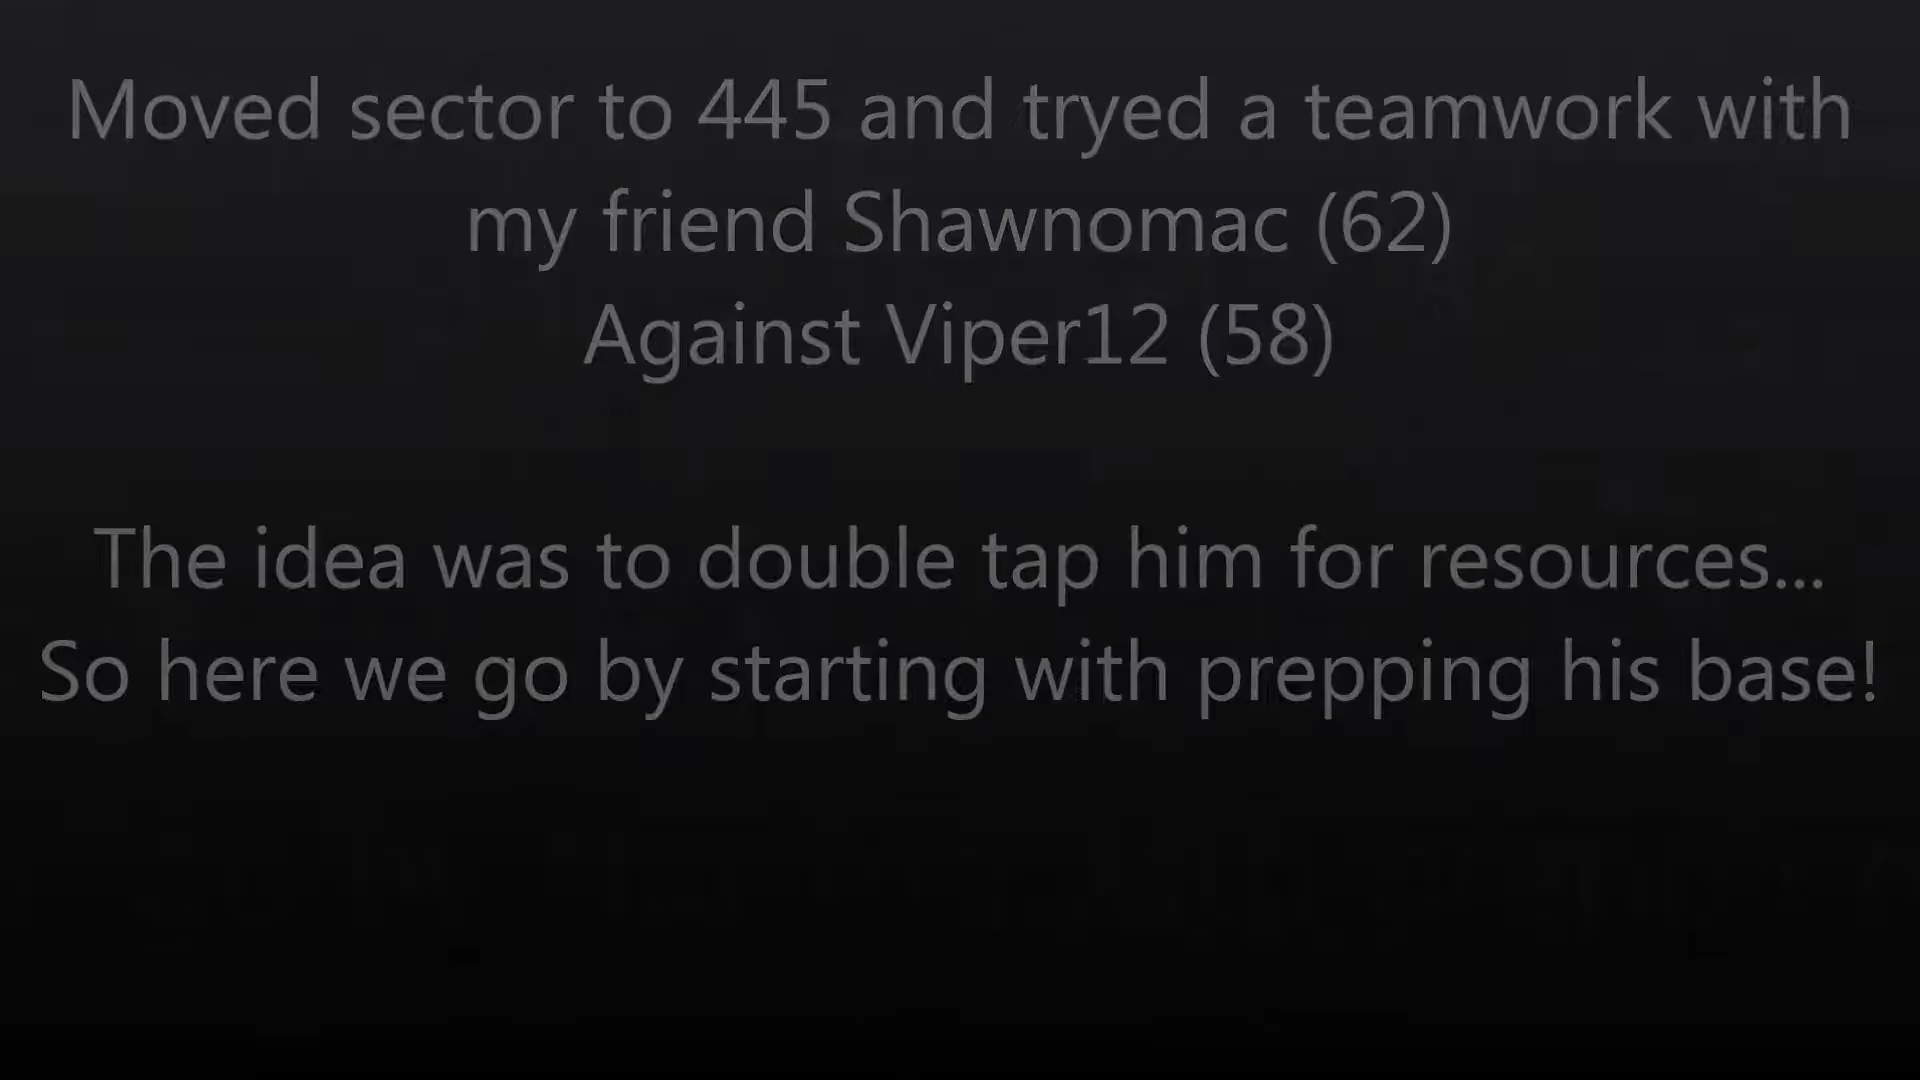 Moved sector to 445 and tryed a teamwork with
my friend Shawnomac (62)
Against Viper12 (58)
The idea was to double tap him for resources...
So here we go by starting with prepping his base!